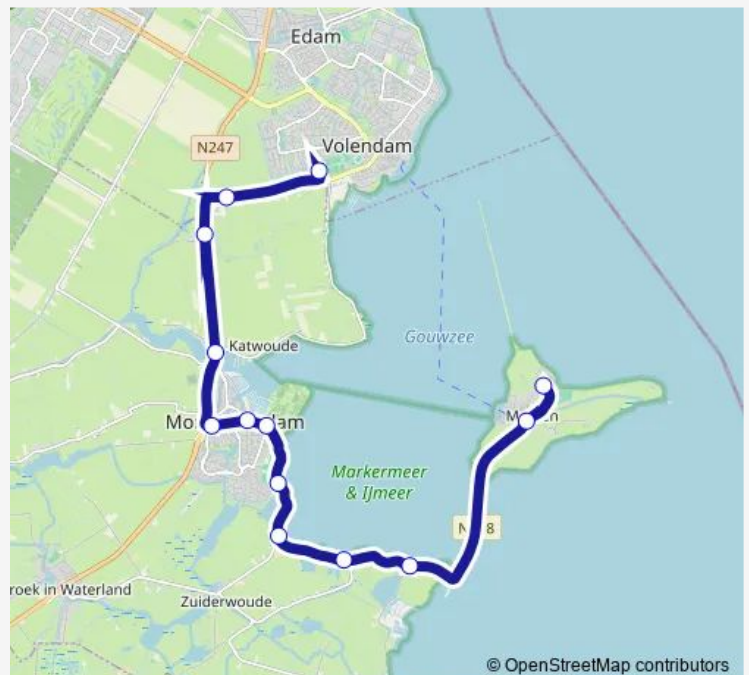 Edam
N247
Volendam
Katwoude
Gouwzee
Markermeer
& IJmeer
roek in Waterland
Zuiderwoude
© OpenStreetMap contributors